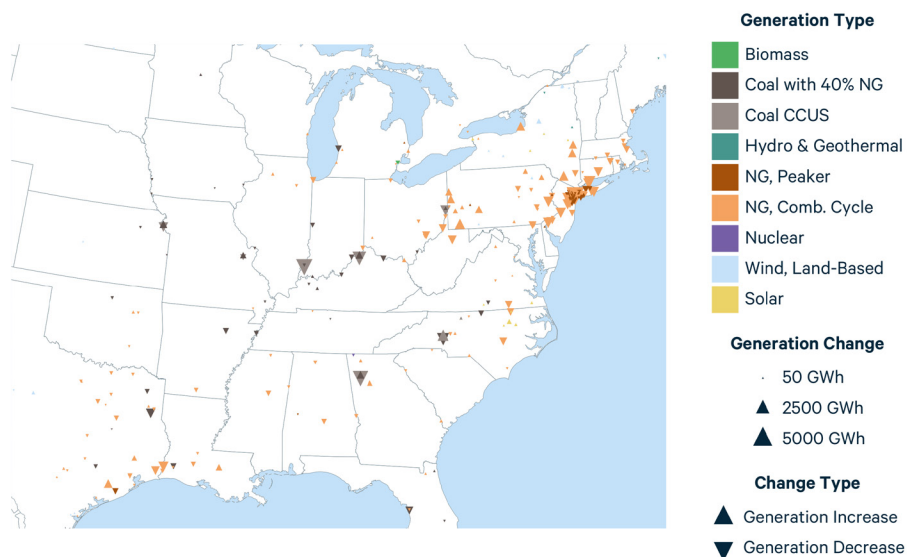 Generation Type
Biomass
Coal with 40% NG
Coal CCUS
Hydro & Geothermal
NG, Peaker
NG, Comb. Cycle
Nuclear
Wind, Land-Based
Solar
Generation Change
50 GWh
2500 GWh
5000 GWh
Change Type
Generation Increase
Generation Decrease